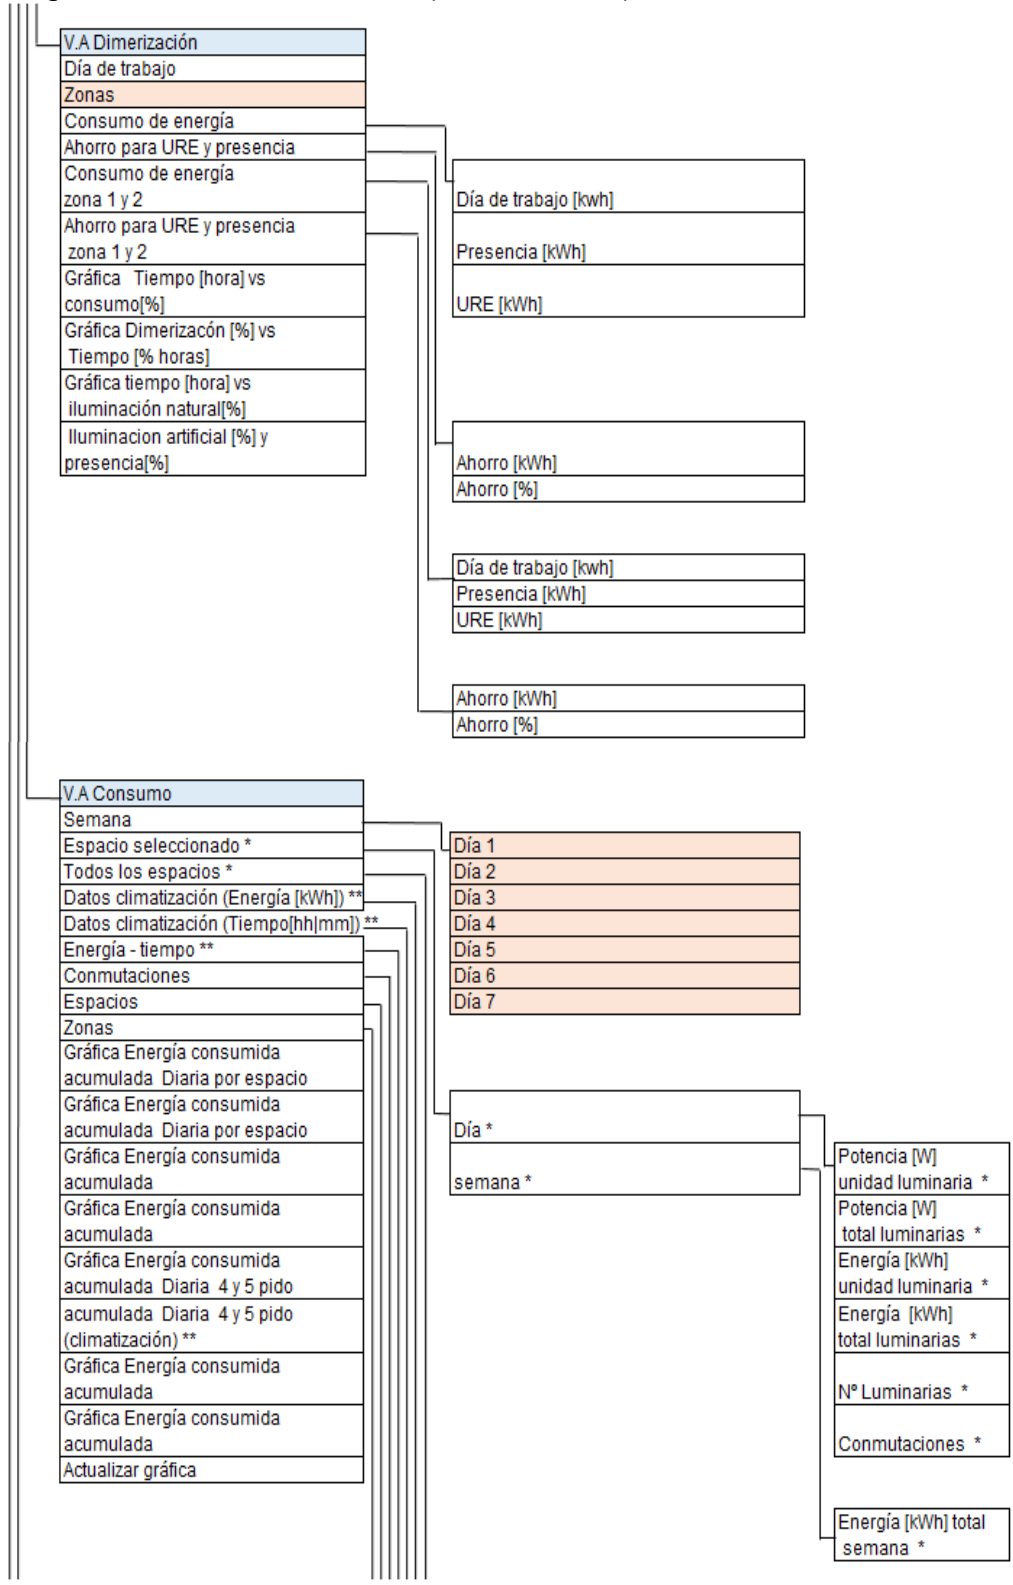 V.A Dimerización
Día de trabajo
Zonas
Consumo de energía
Ahorro para URE y presencia
Consumo de energía
zona 1 y 2
Ahorro para URE y presencia
zona 1 y 2
Gráfica Tiempo [hora] vs
consumo[%]
Gráfica Dimerizacón [%] vs
Tiempo [% horas]
Gráfica tiempo [hora] vs
iluminación natural[%]
Iluminacion artificial [%] y
presencia[%]
Día de trabajo [kwh]
Presencia [kWh]
URE [kWh]
Ahorro [kWh]
Ahorro [%]
Día de trabajo [kwh]
Presencia [kWh]
URE [kWh]
Ahorro [kWh]
Ahorro [%]
V.A Consumo
Semana
Espacio seleccionado *
Todos los espacios *
Datos climatización (Energía [kWh]) **
Datos climatización (Tiempo[hh|mm]) **
Energía - tiempo **
Conmutaciones
Espacios
Zonas
Gráfica Energía consumida
acumulada Diaria por espacio
Gráfica Energía consumida
acumulada Diaria por espacio
Gráfica Energía consumida
acumulada
Gráfica Energía consumida
acumulada
Gráfica Energía consumida
acumulada Diaria 4 y 5 pido
acumulada Diaria 4 y 5 pido
(climatización) **
Gráfica Energía consumida
acumulada
Gráfica Energía consumida
acumulada
Actualizar gráfica
Día 1
Día 2
Día 3
Día 4
Día 5
Día 6
Día 7
Día *
semana *
Potencia [W]
unidad luminaria *
Potencia [W]
total luminarias *
Energía [kWh]
unidad luminaria *
Energía [kWh]
total luminarias *
Nº Luminarias *
Conmutaciones *
Energía [kWh] total
semana *